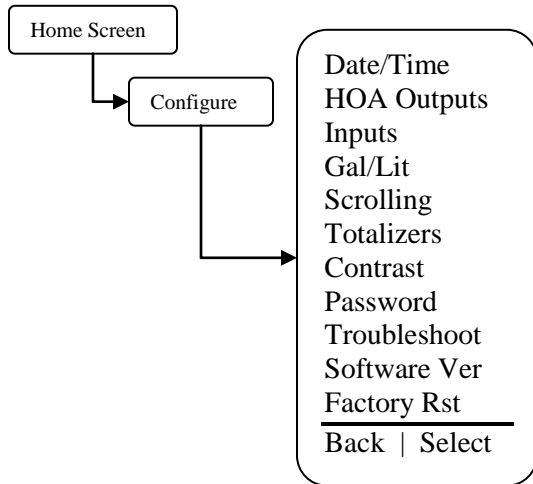 Home Screen
Configure
Date/Time
HOA Outputs
Inputs
Gal/Lit
Scrolling
Totalizers
Contrast
Password
Troubleshoot
Software Ver
Factory Rst
Back | Select